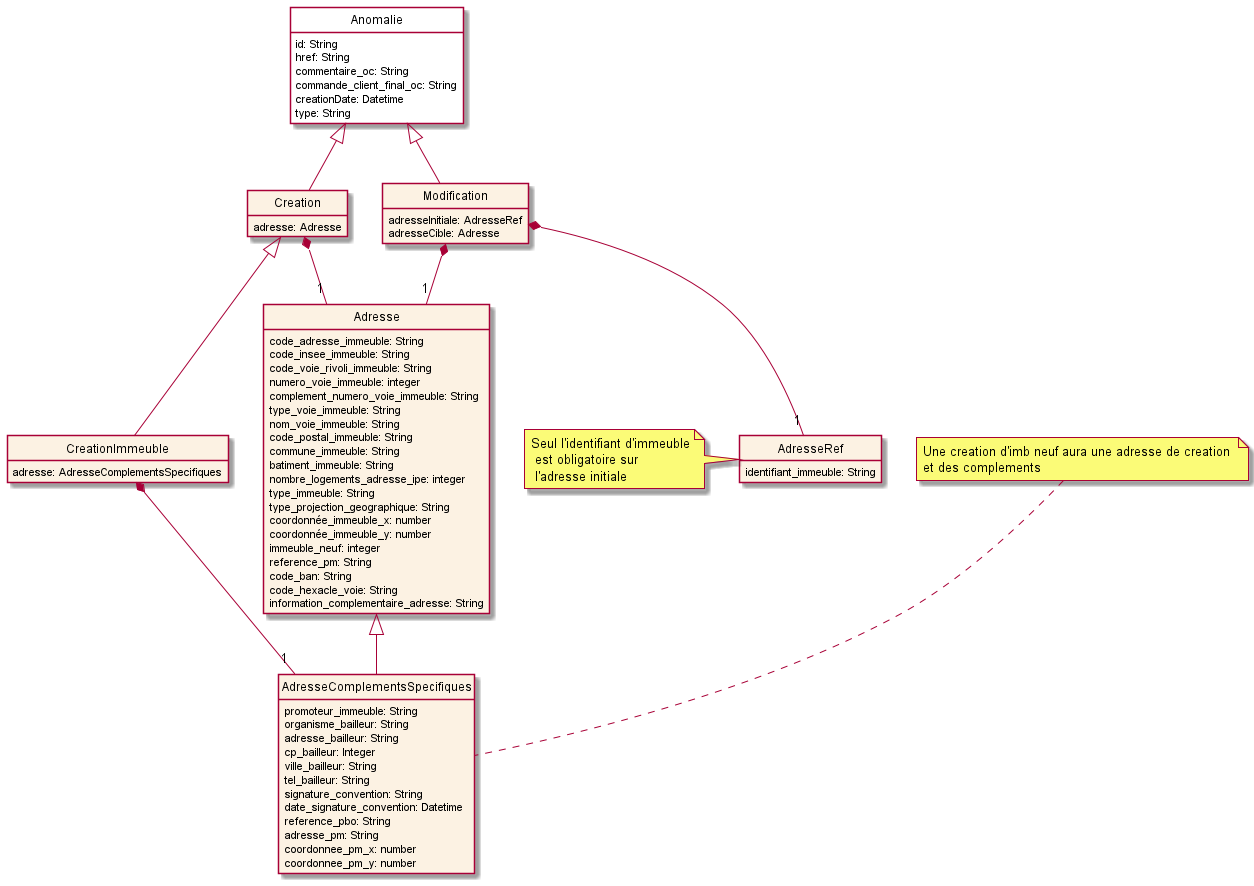 Anomalie
id: String
href: String
commentaire_oc: String
commande_client_final_oc: String
creationDate: Datetime
type: String
Creation
adresse: Adresse
Modification
adresseInitiale: AdresseRef
adresseCible: Adresse
1
1
1
Adresse
code_adresse_immeuble: String
code_insee_immeuble: String
code_voie_rivoli_immeuble: String
numero_voie_immeuble: integer
complement_numero_voie_immeuble: String
type_voie_immeuble: String
nom_voie_immeuble: String
code_postal_immeuble: String
commune_immeuble: String
batiment_immeuble: String
nombre_logements_adresse_ipe: integer
type_immeuble: String
type_projection_geographique: String
coordonnée_immeuble_x: number
coordonnée_immeuble_y: number
immeuble_neuf: integer
reference_pm: String
code_ban: String
code_hexacle_voie: String
information_complementaire_adresse: String
CreationImmeuble
adresse: AdresseComplementsSpecifiques
Seul l'identifiant d'immeuble
est obligatoire sur
l'adresse initiale
AdresseRef
identifiant_immeuble: String
Une creation d'imb neuf aura une adresse de creation
et des complements
1
AdresseComplementsSpecifiques
promoteur_immeuble: String
organisme_bailleur: String
adresse_bailleur: String
cp_bailleur: Integer
ville_bailleur: String
tel_bailleur: String
signature_convention: String
date_signature_convention: Datetime
reference_pbo: String
adresse_pm: String
coordonnee_pm_x: number
coordonnee_pm_y: number